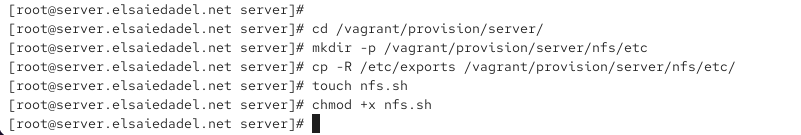 [root@server.elsaiedadel.net server]#
[root@server.elsaiedadel.net server]# cd /vagrant/provision/server/
[root@server.elsaiedadel.net server]# mkdir -p /vagrant/provision/server/nfs/etc
[root@server.elsaiedadel.net server]# cp -R /etc/exports /vagrant/provision/server/nfs/etc/
[root@server.elsaiedadel.net server]# touch nfs.sh
[root@server.elsaiedadel.net server]# chmod +x nfs.sh
[root@server.elsaiedadel.net server]#